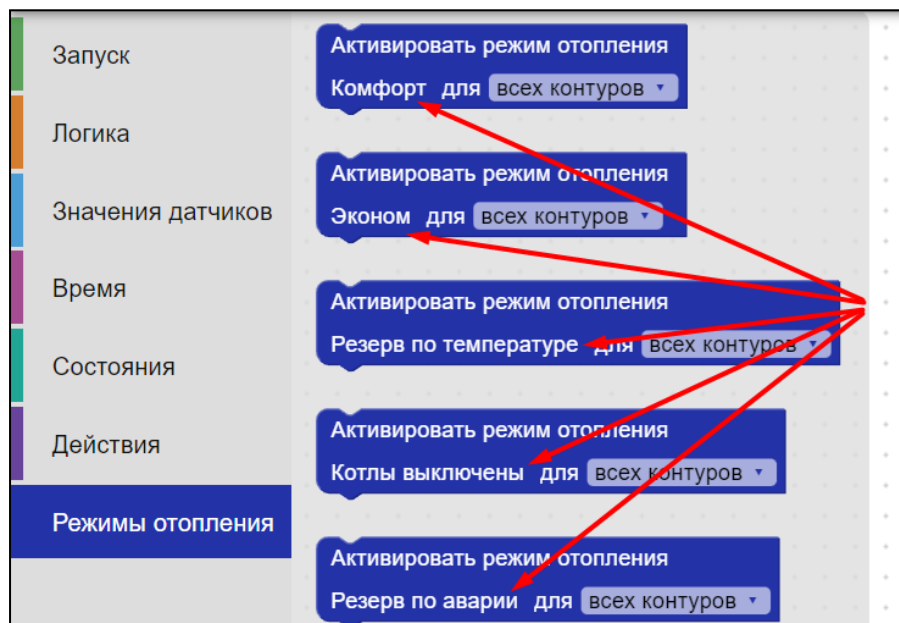 Запуск
Логика
Значения датчиков
Время
Состояния
Действия
Режимы отопления
Активировать режим отопления
Комфорт для всех контуров
Активировать режим отопления
Эконом для всех контуров
Активировать режим отопления
Резерв по температуре для всех контуров
Активировать режим отопления
Котлы выключены для всех контуров
Активировать режим отопления
Резерв по аварии для всех контуров